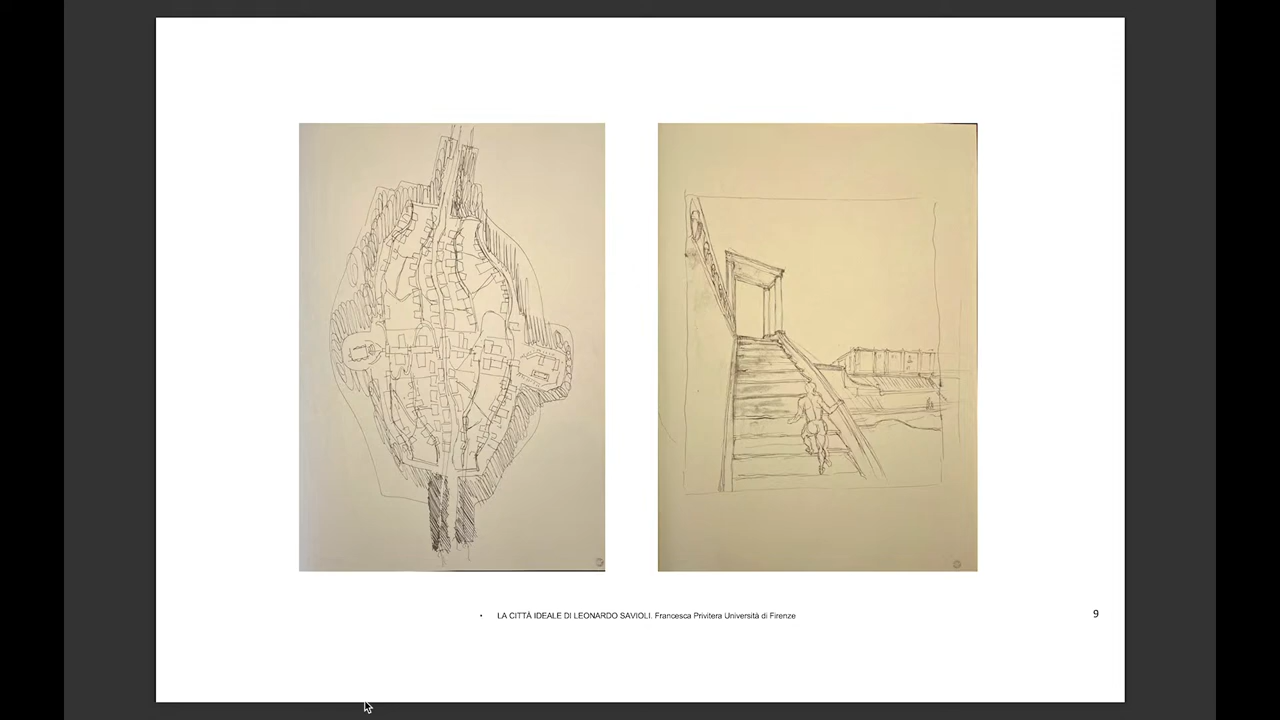 • LA CITTÀ IDEALE DI LEONARDO SAVIOLI. Francesca Privitera Università di Firenze
9